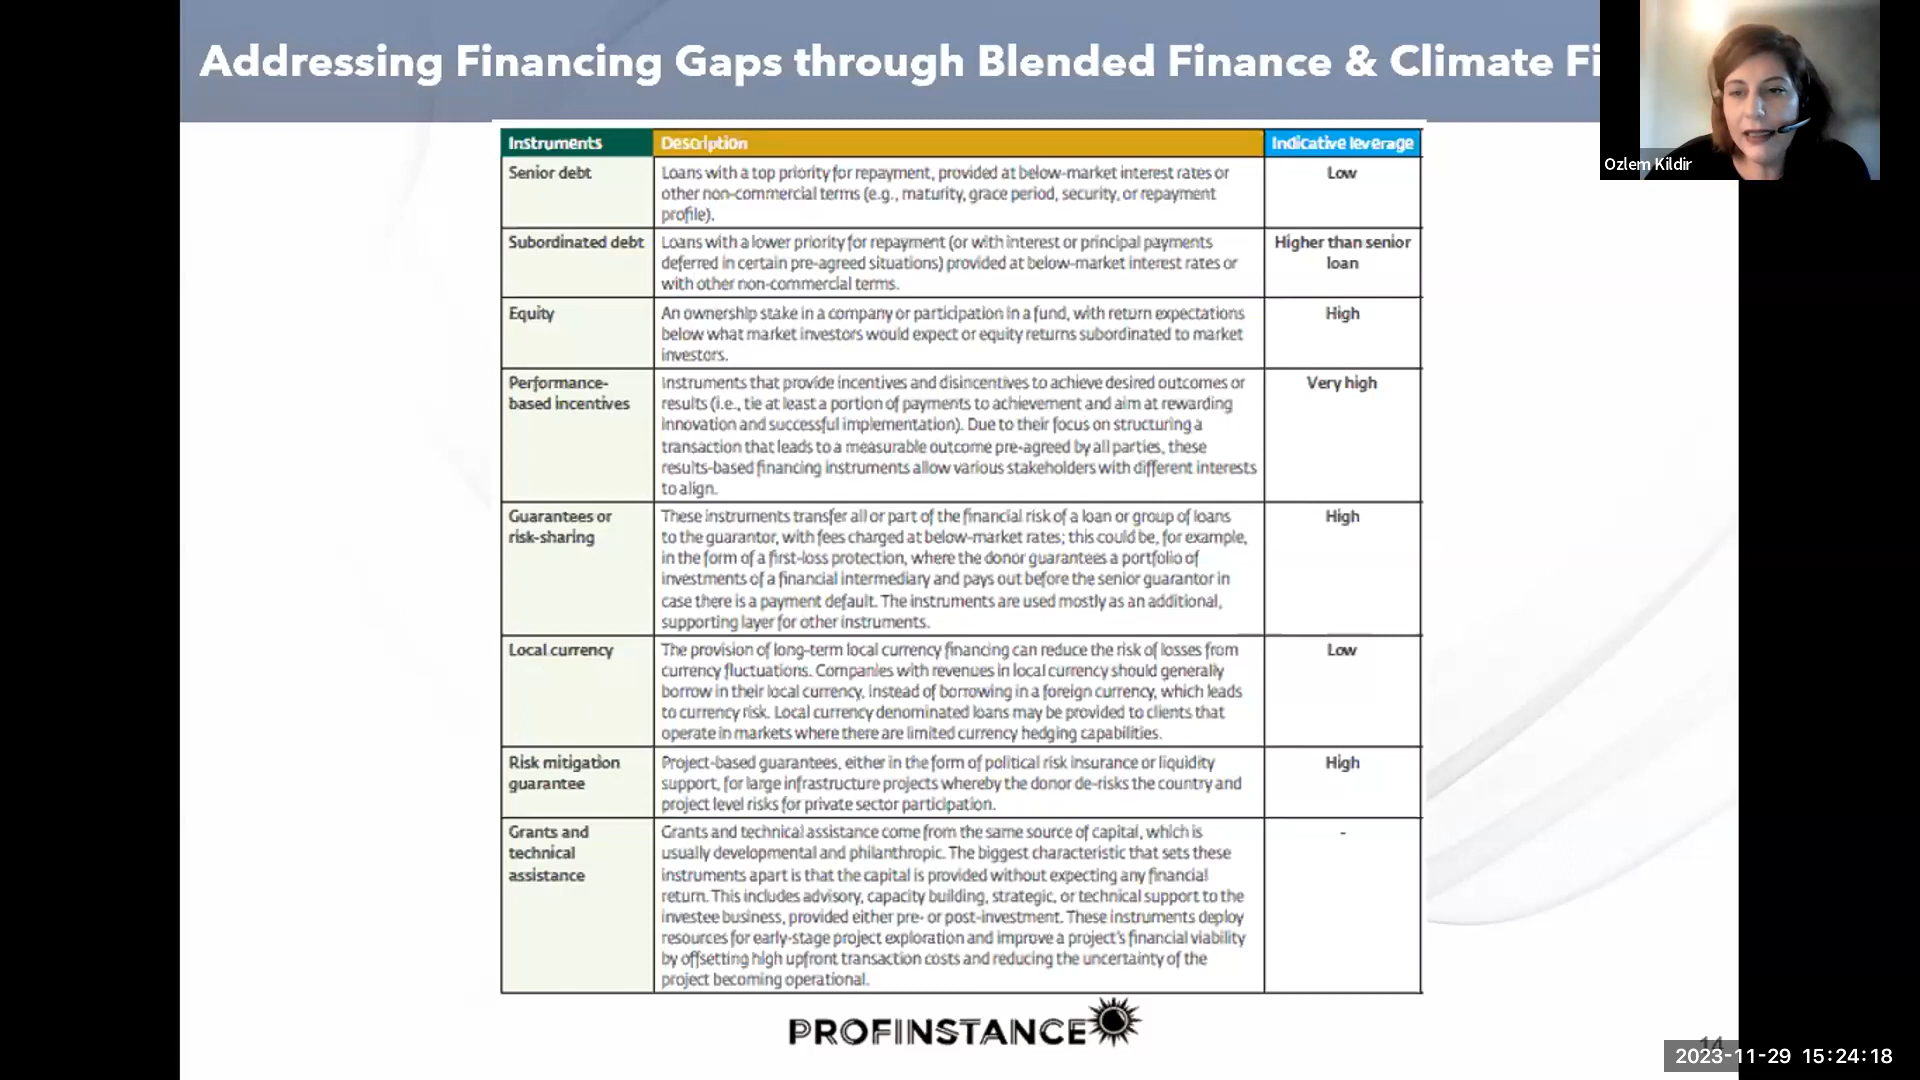 Addressing Financing Gaps through Blended Finance & Climate Fi
Ozlem Kildir
Instruments
Description
Indicative leverage
Senior debt
Loans with a top priority for repayment, provided at below-market interest rates or
other non-commercial terms (e.g., maturity, grace period, security, or repayment
profile).
Low
Subordinated debt
Loans with a lower priority for repayment (or with interest or principal payments
deferred in certain pre-agreed situations) provided at below-market interest rates or
with other non-commercial terms.
Higher than senior
loan
Equity
An ownership stake in a company or participation in a fund, with return expectations
below what market investors would expect or equity returns subordinated to market
investors.
High
Performance-
based incentives
Instruments that provide incentives and disincentives to achieve desired outcomes or
results (i.e., tie at least a portion of payments to achievement and aim at rewarding
innovation and successful implementation). Due to their focus on structuring a
transaction that leads to a measurable outcome pre-agreed by all parties, these
results-based financing instruments allow various stakeholders with different interests
to align.
Very high
Guarantees or
risk-sharing
These instruments transfer all or part of the financial risk of a loan or group of loans
to the guarantor, with fees charged at below-market rates; this could be, for example,
in the form of a first-loss protection, where the donor guarantees a portfolio of
investments of a financial intermediary and pays out before the senior guarantor in
case there is a payment default. The instruments are used mostly as an additional,
supporting layer for other instruments.
High
Local currency
The provision of long-term local currency financing can reduce the risk of losses from
currency fluctuations. Companies with revenues in local currency should generally
borrow in their local currency, instead of borrowing in a foreign currency, which leads
to currency risk. Local currency denominated loans may be provided to clients that
operate in markets where there are limited currency hedging capabilities.
Low
Risk mitigation
guarantee
Project-based guarantees, either in the form of political risk insurance or liquidity
support, for large infrastructure projects whereby the donor de-risks the country and
project level risks for private sector participation.
High
Grants and
technical
assistance
Grants and technical assistance come from the same source of capital, which is
usually developmental and philanthropic. The biggest characteristic that sets these
instruments apart is that the capital is provided without expecting any financial
return. This includes advisory, capacity building, strategic, or technical support to the
investee business, provided either pre- or post-investment. These instruments deploy
resources for early-stage project exploration and improve a project's financial viability
by offsetting high upfront transaction costs and reducing the uncertainty of the
project becoming operational.
-
PROFINSTANCE
14
2023-11-29 15:24:18